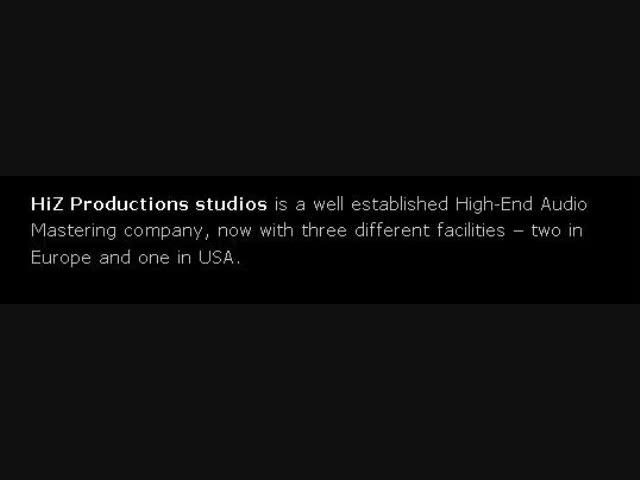 HiZ Productions studios is a well established High-End Audio
Mastering company, now with three different facilities – two in
Europe and one in USA.